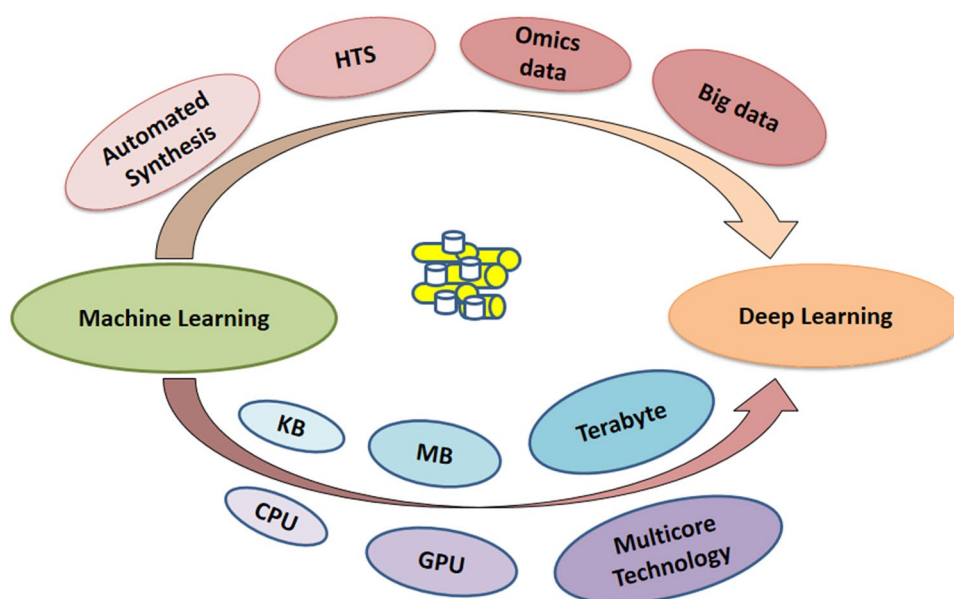 Automated
Synthesis
HTS
Omics
data
Big data
Machine Learning
Deep Learning
KB
MB
Terabyte
CPU
GPU
Multicore
Technology